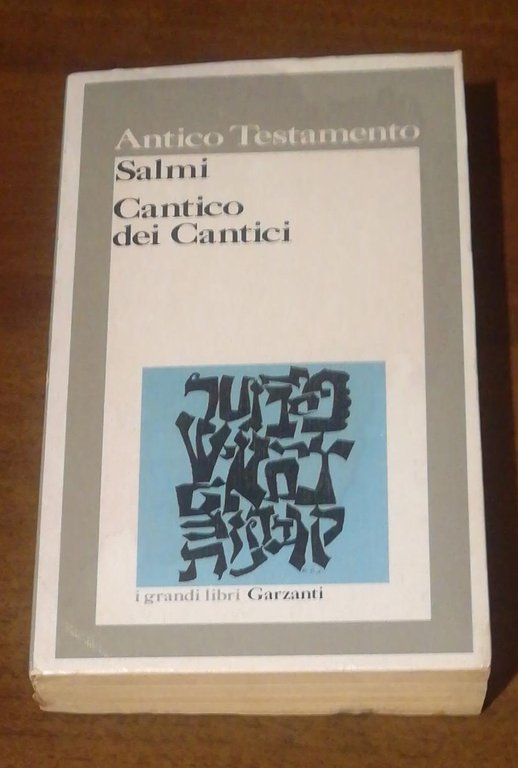 Antico Testamento
Salmi
Cantico
dei Cantici
i grandi libri Garzanti